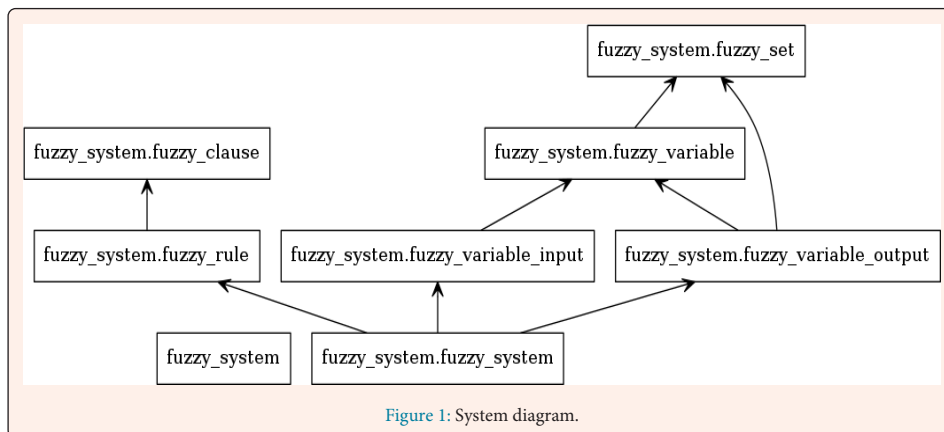 fuzzy_system.fuzzy_set
fuzzy_system.fuzzy_clause
fuzzy_system.fuzzy_variable
fuzzy_system.fuzzy_rule
fuzzy_system.fuzzy_variable_input
fuzzy_system.fuzzy_variable_output
fuzzy_system
fuzzy_system.fuzzy_system
Figure 1: System diagram.